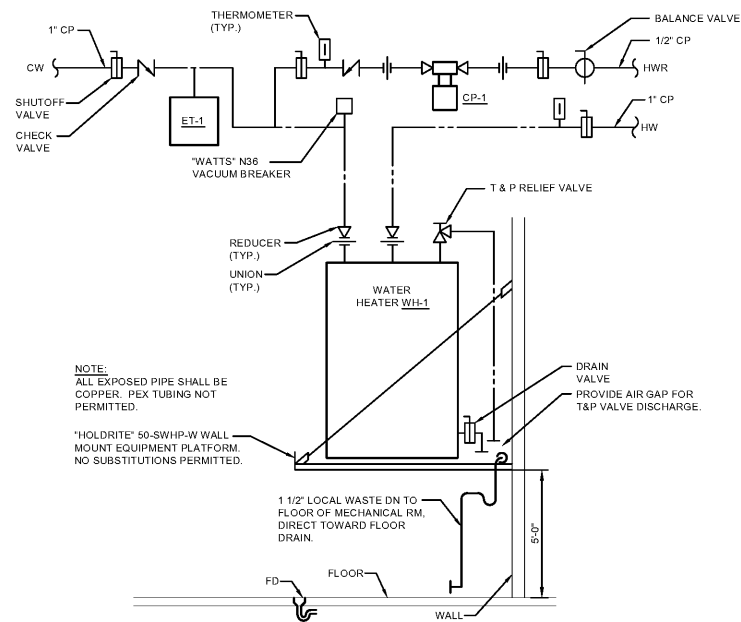 THERMOMETER
(TYP.)
BALANCE VALVE
1" CP
1/2" CP
CW
HWR
SHUTOFF
VALVE
CP-1
ET-1
1" CP
CHECK
VALVE
HW
"WATTS" N36
VACUUM BREAKER
T & P RELIEF VALVE
REDUCER
(TYP.)
UNION
(TYP.)
WATER
HEATER WH-1
NOTE:
ALL EXPOSED PIPE SHALL BE
COPPER. PEX TUBING NOT
PERMITTED.
DRAIN
VALVE
PROVIDE AIR GAP FOR
T&P VALVE DISCHARGE.
"HOLDRITE" 50-SWHP-W WALL
MOUNT EQUIPMENT PLATFORM.
NO SUBSTITUTIONS PERMITTED.
1 1/2" LOCAL WASTE DN TO
FLOOR OF MECHANICAL RM,
DIRECT TOWARD FLOOR
DRAIN.
5'-0"
FD
FLOOR
WALL